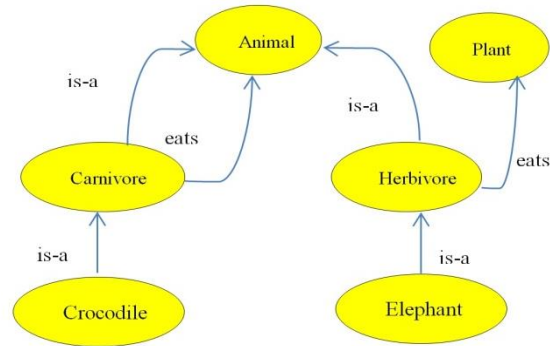 Animal
Plant
is-a
is-a
eats
eats
Carnivore
Herbivore
is-a
is-a
Crocodile
Elephant